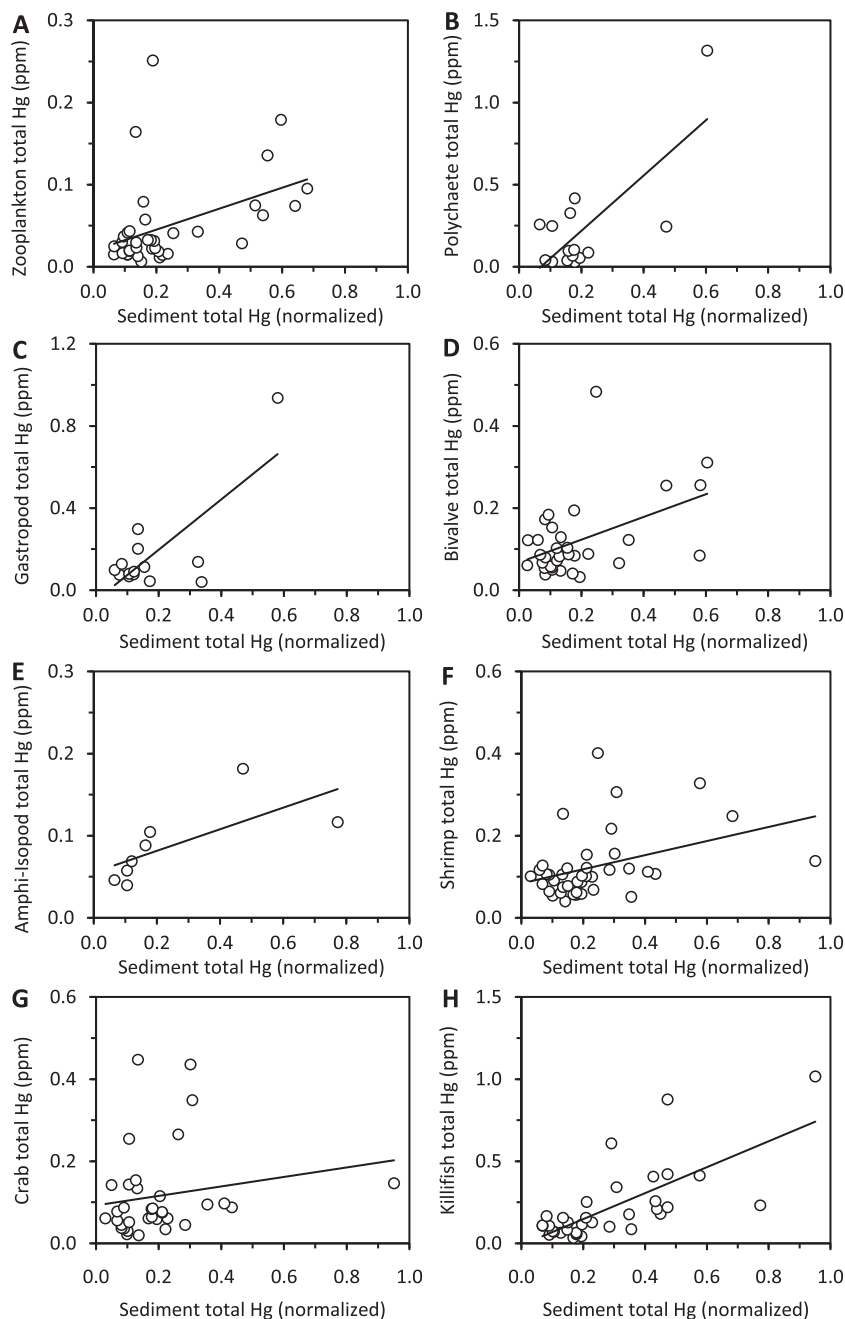 A
Zooplankton total Hg (ppm)
0.3
0.2
0.1
0.0
0.0 0.2 0.4 0.6 0.8 1.0
Sediment total Hg (normalized)
B
Polychaete total Hg (ppm)
1.5
1.0
0.5
0.0
0.0 0.2 0.4 0.6 0.8 1.0
Sediment total Hg (normalized)
C
Gastropod total Hg (ppm)
1.2
0.8
0.4
0.0
0.0 0.2 0.4 0.6 0.8 1.0
Sediment total Hg (normalized)
D
Bivalve total Hg (ppm)
0.6
0.4
0.2
0.0
0.0 0.2 0.4 0.6 0.8 1.0
Sediment total Hg (normalized)
E
Amphi-Isopod total Hg (ppm)
0.3
0.2
0.1
0.0
0.0 0.2 0.4 0.6 0.8 1.0
Sediment total Hg (normalized)
F
Shrimp total Hg (ppm)
0.6
0.4
0.2
0.0
0.0 0.2 0.4 0.6 0.8 1.0
Sediment total Hg (normalized)
G
Crab total Hg (ppm)
0.6
0.4
0.2
0.0
0.0 0.2 0.4 0.6 0.8 1.0
Sediment total Hg (normalized)
H
Killifish total Hg (ppm)
1.5
1.0
0.5
0.0
0.0 0.2 0.4 0.6 0.8 1.0
Sediment total Hg (normalized)